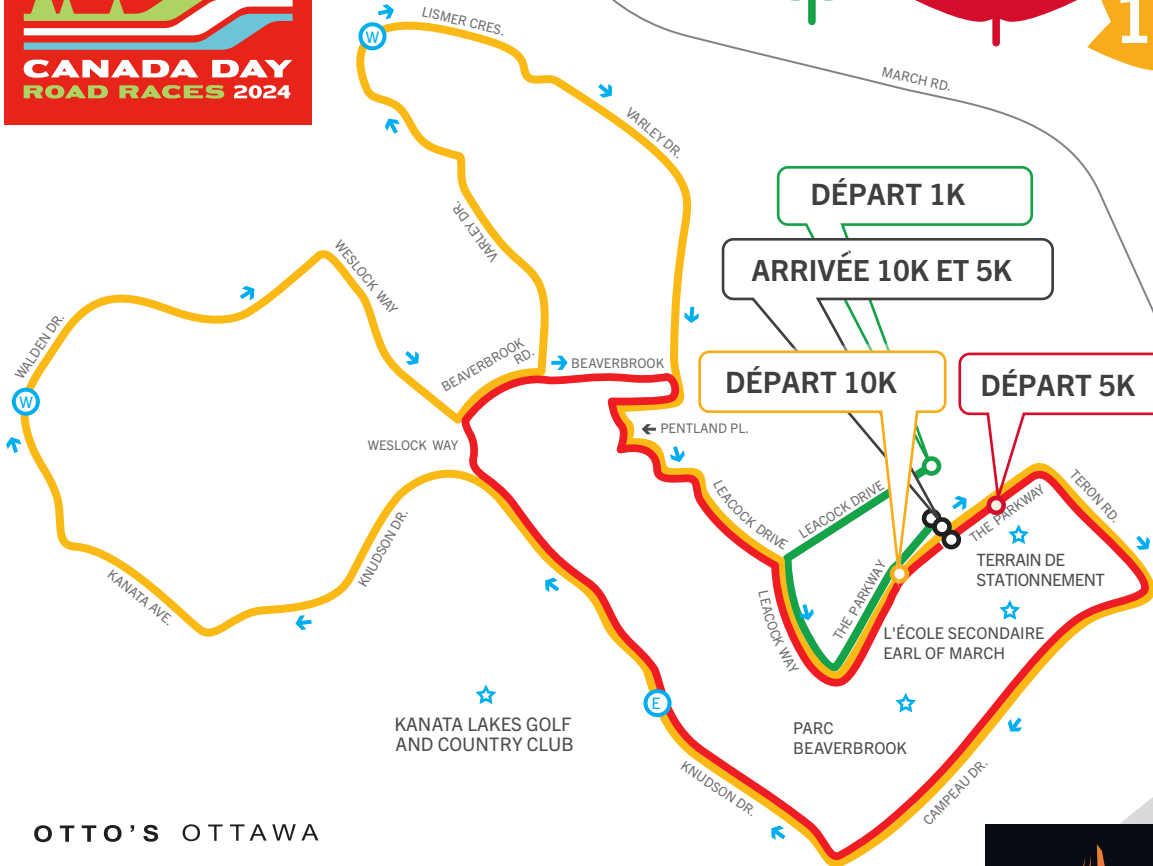 CANADA DAY
ROAD RACES 2024
1
W
LISMER CRES.
MARCH RD.
VARLEY DR.
DÉPART 1K
VARLEY DR.
ARRIVÉE 10K ET 5K
WESLOCK WAY
WALDEN DR.
BEAVERBROOK
RD.
BEAVERBROOK
DÉPART 10K
DÉPART 5K
W
PENTLAND PL.
WESLOCK WAY
LEACOCK DRIVE
LEACOCK DRIVE
THE PARKWAY
TERON RD.
KNUDSON DR.
TERRAIN DE
STATIONNEMENT
KANATA AVE.
LEACOCK WAY
THE PARKWAY
L'ÉCOLE SECONDAIRE
EARL OF MARCH
E
KANATA LAKES GOLF
AND COUNTRY CLUB
PARC
BEAVERBROOK
KNUDSON DR.
CAMPEAU DR.
OTTO'S OTTAWA